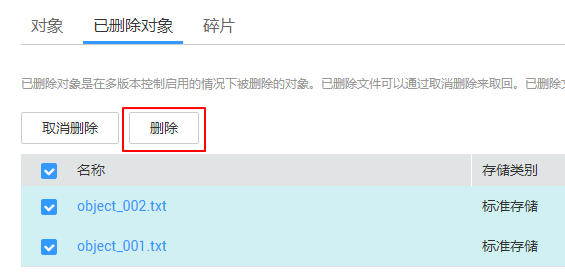 对象 已删除对象 碎片
已删除对象是在多版本控制启用的情况下被删除的对象。已删除文件可以通过取消删除来取回。已删除
取消删除 删除
名称 存储类别
object_002.txt 标准存储
object_001.txt 标准存储